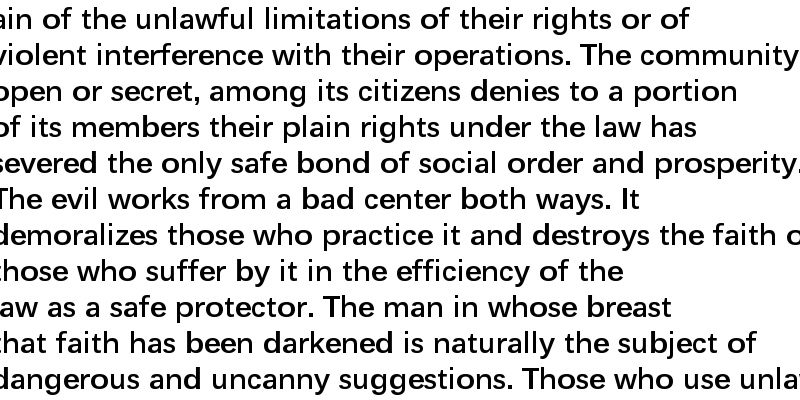 ain of the unlawful limitations of their rights or of
violent interference with their operations. The community
open or secret, among its citizens denies to a portion
of its members their plain rights under the law has
severed the only safe bond of social order and prosperity.
The evil works from a bad center both ways. It
demoralizes those who practice it and destroys the faith o
those who suffer by it in the efficiency of the
law as a safe protector. The man in whose breast
that faith has been darkened is naturally the subject of
dangerous and uncanny suggestions. Those who use unla